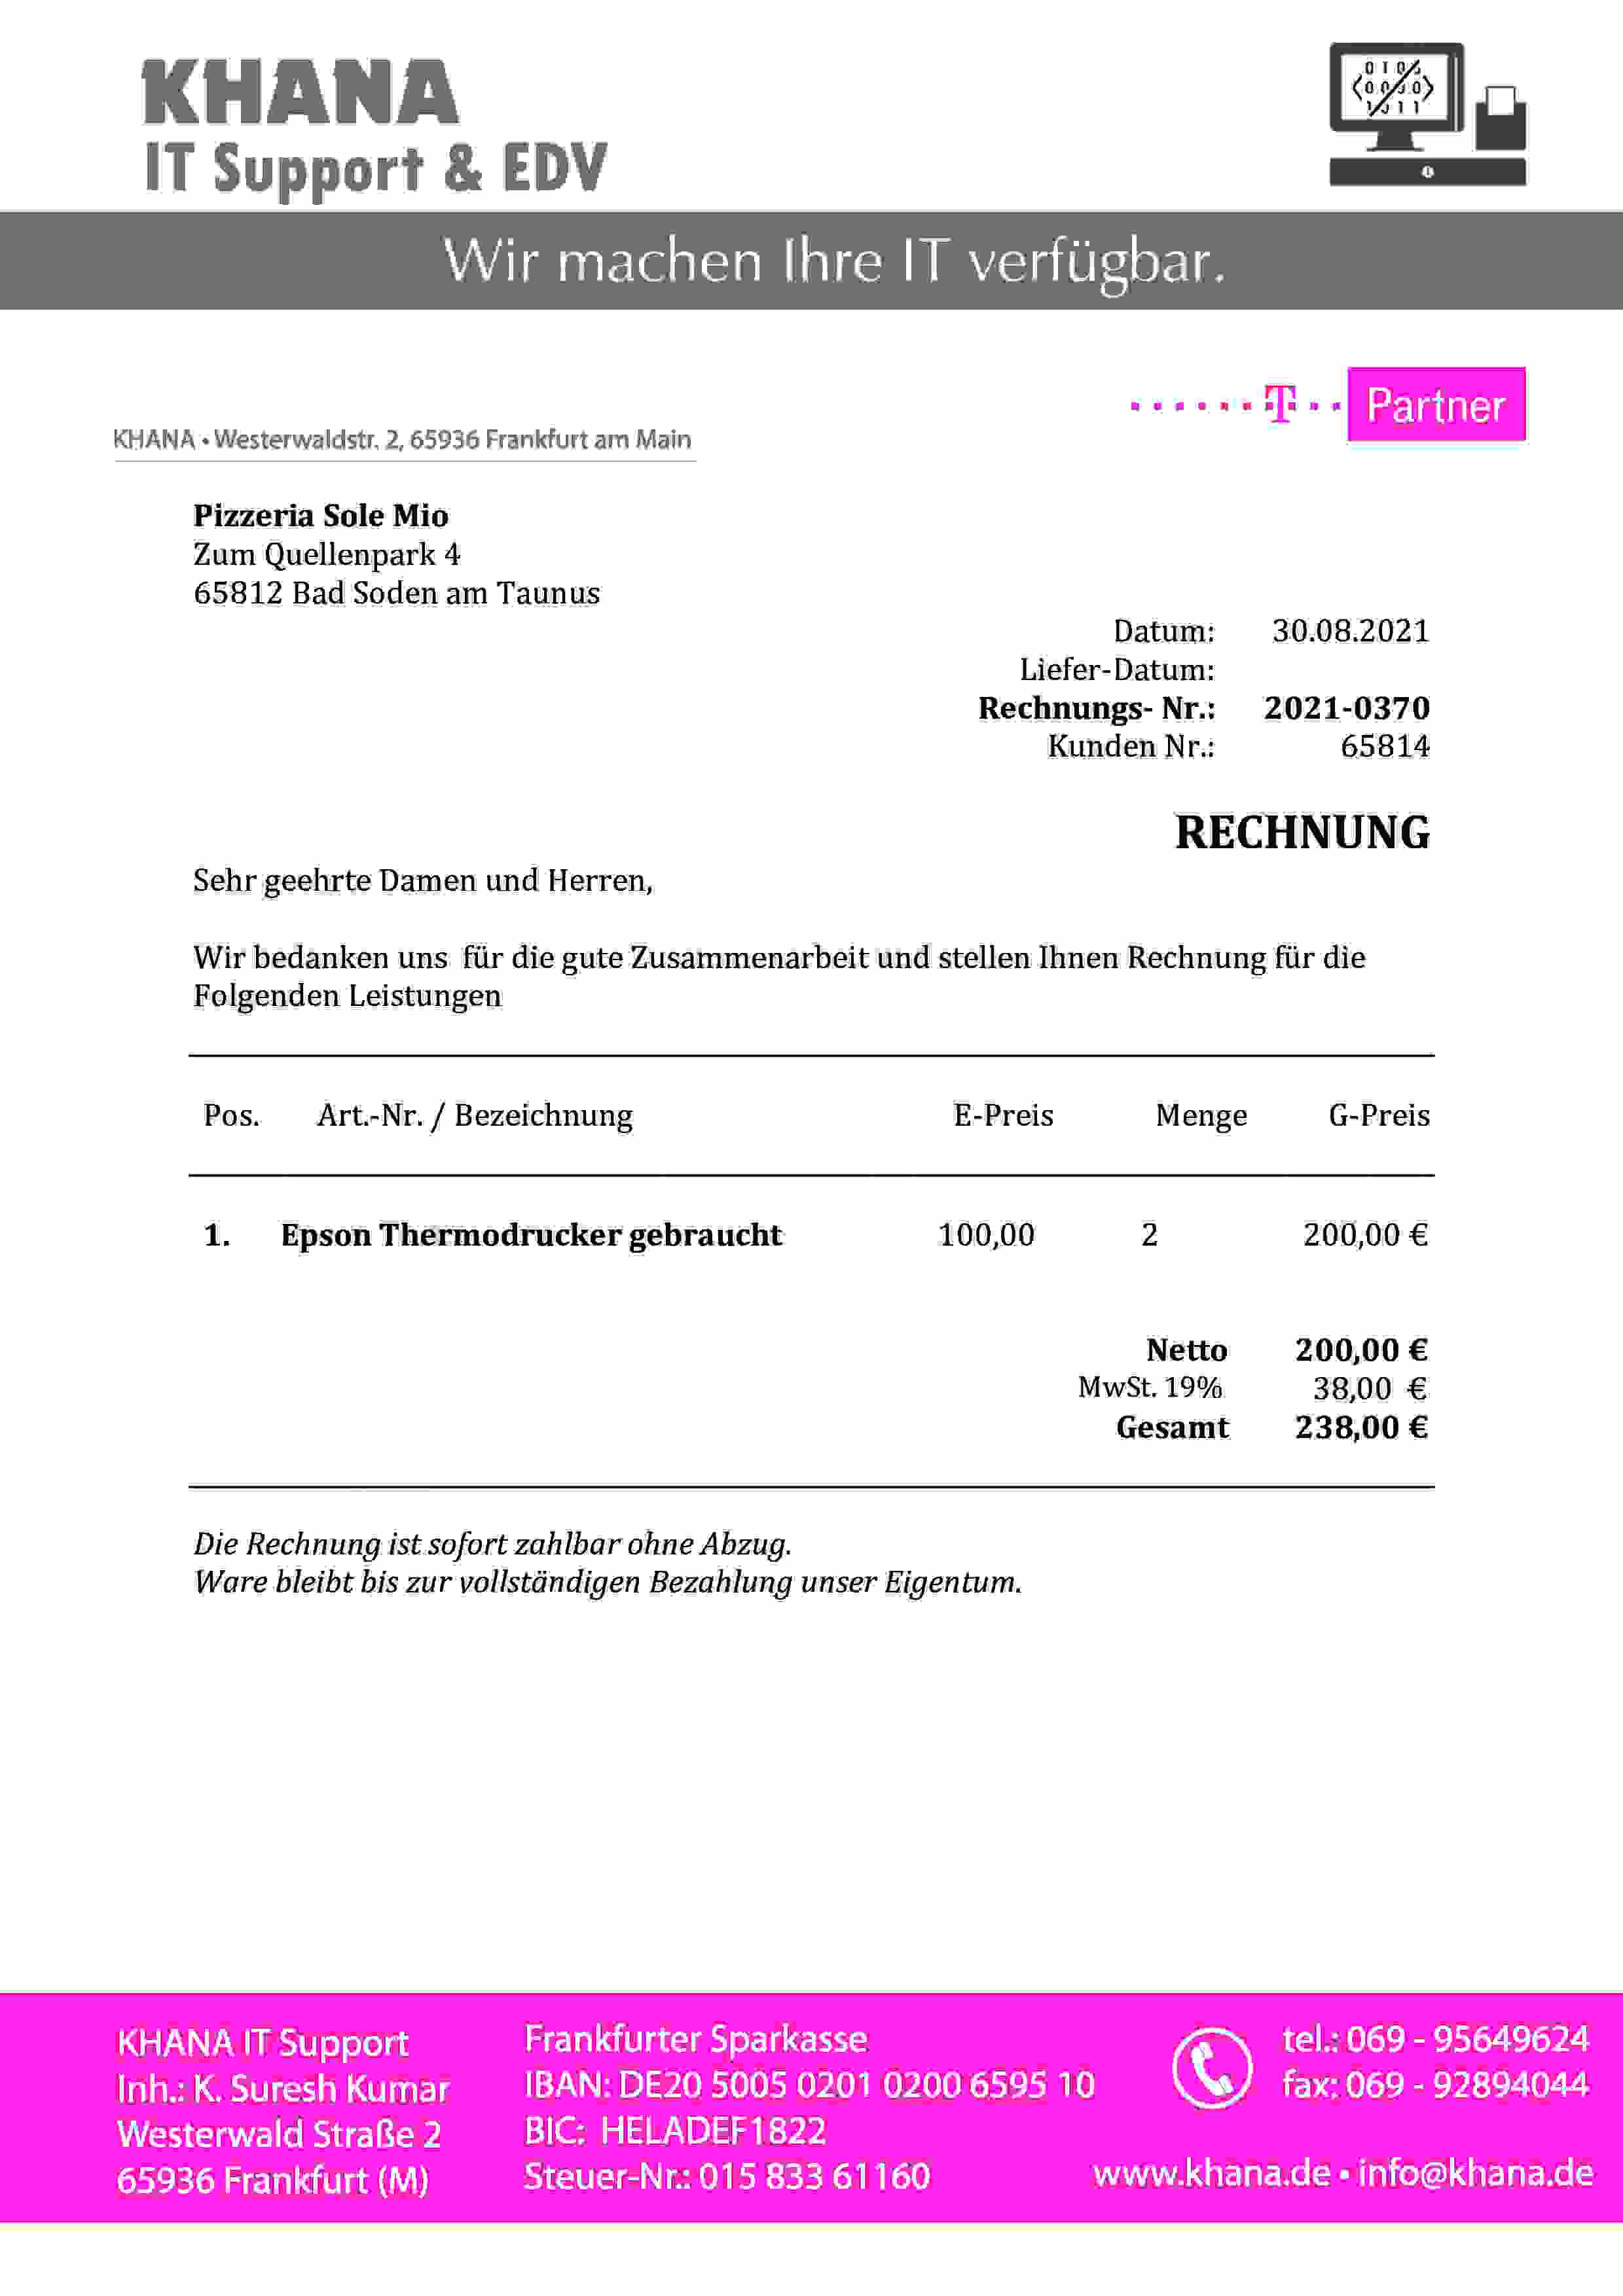 KHANA
IT Support & EDV
Wir machen Ihre IT verfügbar.
T Partner
KHANA • Westerwaldstr. 2, 65936 Frankfurt am Main
Pizzeria Sole Mio
Zum Quellenpark 4
65812 Bad Soden am Taunus
Datum: 30.08.2021
Liefer-Datum:
Rechnungs- Nr.: 2021-0370
Kunden Nr.: 65814
RECHNUNG
Sehr geehrte Damen und Herren,
Wir bedanken uns für die gute Zusammenarbeit und stellen Ihnen Rechnung für die
Folgenden Leistungen
Pos. Art.-Nr. / Bezeichnung E-Preis Menge G-Preis
1. Epson Thermodrucker gebraucht 100,00 2 200,00 €
Netto 200,00 €
MwSt. 19% 38,00 €
Gesamt 238,00 €
Die Rechnung ist sofort zahlbar ohne Abzug.
Ware bleibt bis zur vollständigen Bezahlung unser Eigentum.
KHANA IT Support
Inh.: K. Suresh Kumar
Westerwald Straße 2
65936 Frankfurt (M)
Frankfurter Sparkasse
IBAN: DE20 5005 0201 0200 6595 10
BIC: HELADEF1822
Steuer-Nr.: 015 833 61160
tel.: 069 - 95649624
fax: 069 - 92894044
www.khana.de • info@khana.de